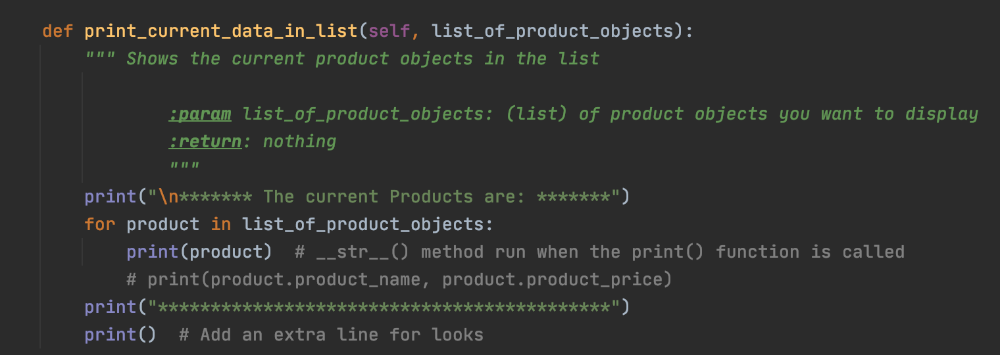 def print_current_data_in_list(self, list_of_product_objects):
    """ Shows the current product objects in the list

            :param list_of_product_objects: (list) of product objects you want to display
            :return: nothing
            """
    print("\n******* The current Products are: *******")
    for product in list_of_product_objects:
        print(product)  # __str__() method run when the print() function is called
        # print(product.product_name, product.product_price)
    print("*******************************************")
    print()  # Add an extra line for looks